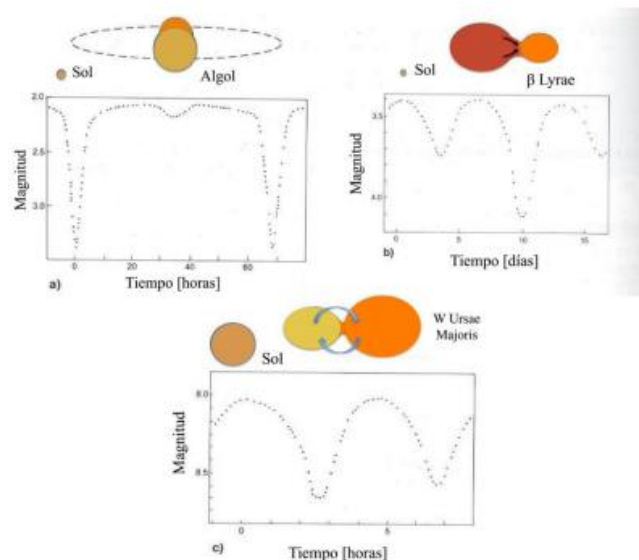 Sol
Algol
Sol
β Lyrae
2.0
2.5
3.0
Magnitud
0 20 40 60
Tiempo [horas]
a)
3.5
4.0
Magnitud
0 5 10 15
Tiempo [días]
b)
Sol
W Ursae
Majoris
8.0
8.5
Magnitud
0 5
c)
Tiempo [horas]